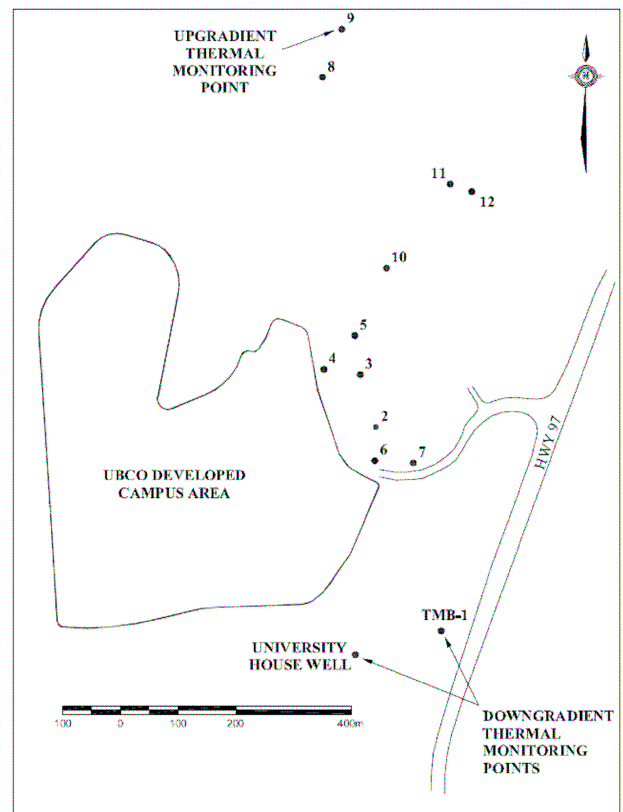 9
UPGRADIENT
THERMAL
MONITORING
POINT
8
11
12
10
5
4
3
2
6
7
HWY 97
UBCO DEVELOPED
CAMPUS AREA
TMB-1
UNIVERSITY
HOUSE WELL
100 0 100 200 400m
DOWNGRADIENT
THERMAL
MONITORING
POINTS